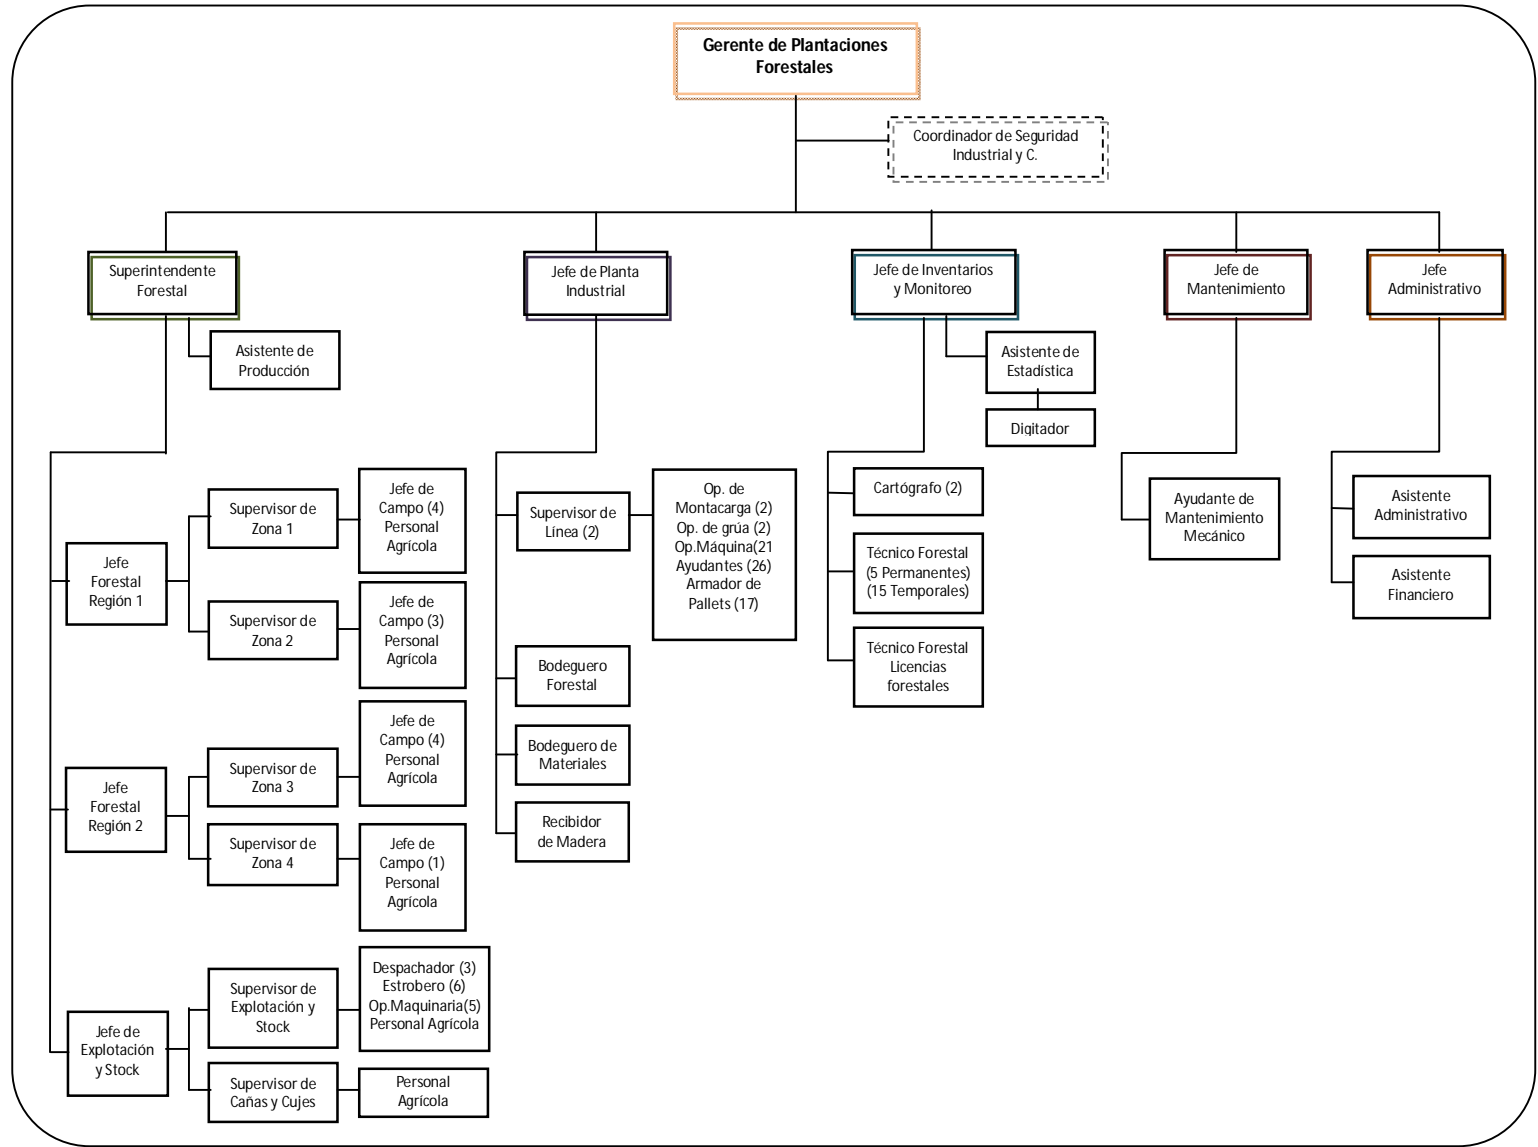 Gerente de Plantaciones
Forestales
Coordinador de Seguridad
Industrial y C.
Superintendente
Forestal
Jefe de Planta
Industrial
Jefe de Inventarios
y Monitoreo
Jefe de
Mantenimiento
Jefe
Administrativo
Asistente de
Producción
Asistente de
Estadística
Digitador
Jefe
Forestal
Región 1
Supervisor de
Zona 1
Jefe de
Campo (4)
Personal
Agrícola
Supervisor de
Zona 2
Jefe de
Campo (3)
Personal
Agrícola
Jefe
Forestal
Región 2
Supervisor de
Zona 3
Jefe de
Campo (4)
Personal
Agrícola
Supervisor de
Zona 4
Jefe de
Campo (1)
Personal
Agrícola
Jefe de
Explotación
y Stock
Supervisor de
Explotación y
Stock
Despachador (3)
Estrobero (6)
Op.Maquinaria(5)
Personal Agrícola
Supervisor de
Cañas y Cujes
Personal
Agrícola
Supervisor de
Línea (2)
Op. de
Montacarga (2)
Op. de grúa (2)
Op.Máquina(21
Ayudantes (26)
Armador de
Pallets (17)
Bodeguero
Forestal
Bodeguero de
Materiales
Recibidor
de Madera
Cartógrafo (2)
Técnico Forestal
(5 Permanentes)
(15 Temporales)
Técnico Forestal
Licencias
forestales
Ayudante de
Mantenimiento
Mecánico
Asistente
Administrativo
Asistente
Financiero